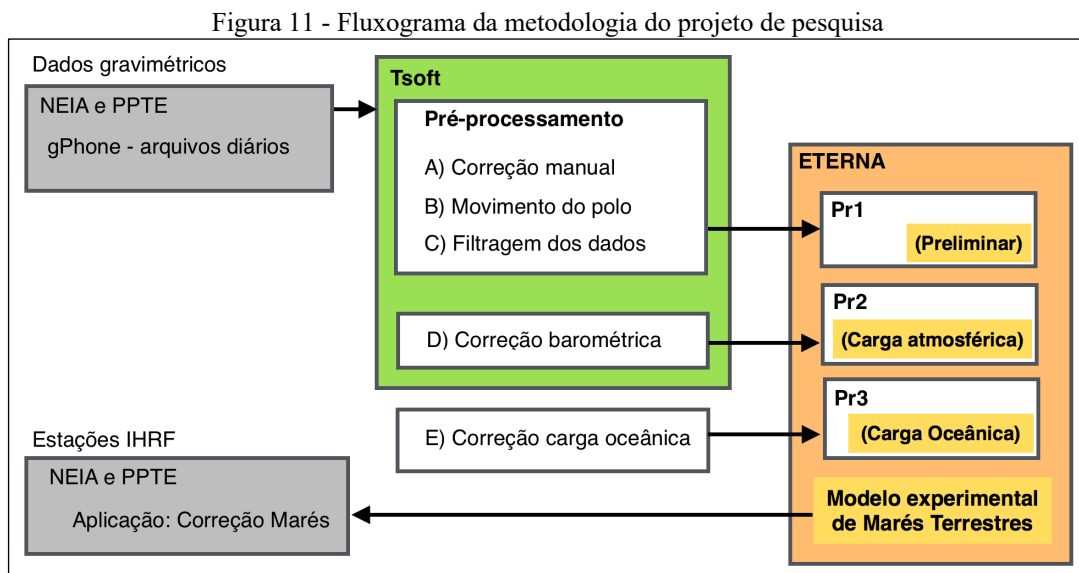 Figura 11 - Fluxograma da metodologia do projeto de pesquisa
Dados gravimétricos
NEIA e PPTE
gPhone - arquivos diários
Tsoft
Pré-processamento
A) Correção manual
B) Movimento do polo
C) Filtragem dos dados
D) Correção barométrica
E) Correção carga oceânica
ETERNA
Pr1
(Preliminar)
Pr2
(Carga atmosférica)
Pr3
(Carga Oceânica)
Modelo experimental
de Marés Terrestres
Estações IHRF
NEIA e PPTE
Aplicação: Correção Marés